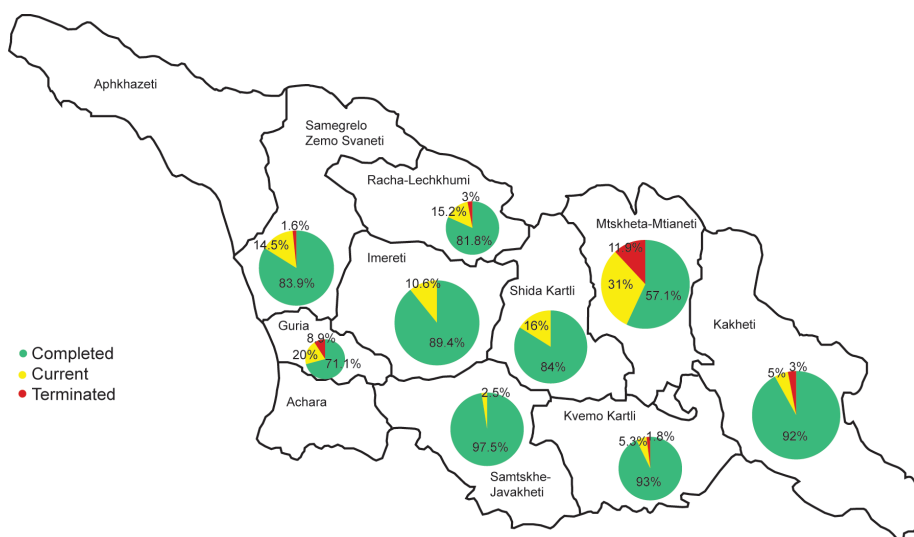 Aphkhazeti
Samegrelo
Zemo Svaneti
Racha-Lechkhumi
3%
15.2%
81.8%
Mtskheta-Mtianeti
11.9%
31%
57.1%
1.6%
14.5%
83.9%
Imereti
10.6%
89.4%
Shida Kartli
16%
84%
Kakheti
5%
3%
92%
Guria
8.9%
20%
71.1%
Completed
Current
Terminated
Achara
2.5%
97.5%
Samtskhe-
Javakheti
Kvemo Kartli
5.3%
1.8%
93%